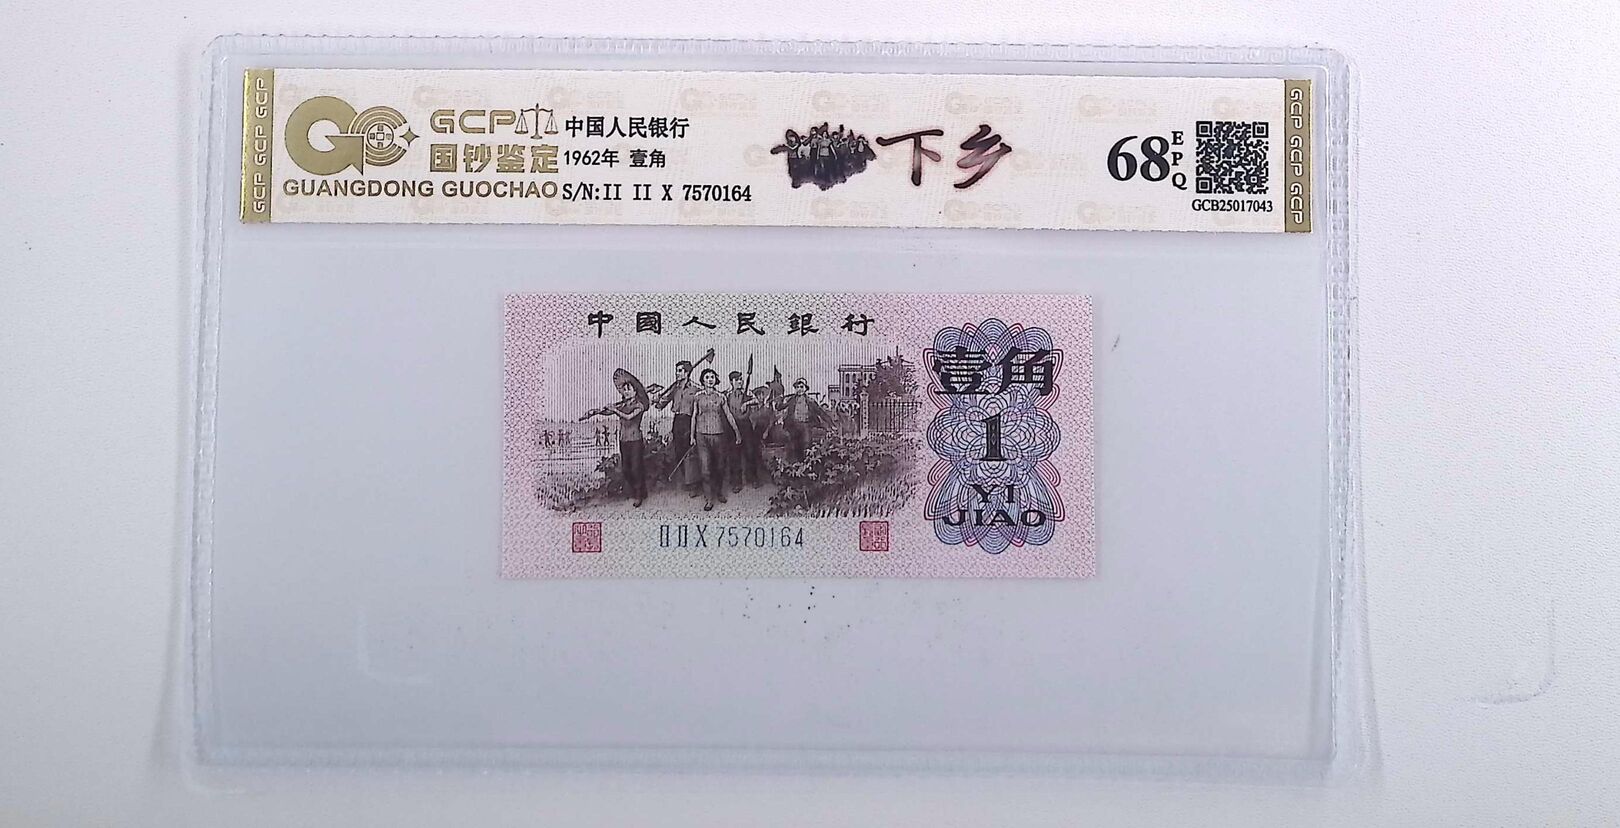 GCP GCP GCP
GCP
国钞鉴定
GUANGDONG GUOCHAO
中国人民银行
1962年 壹角
S/N:II II X 7570164
下乡
68
EPQ
GCB25017043
GCP GCP GCP
中國人民銀行
壹角
1
YI
JIAO
II II X 7570164